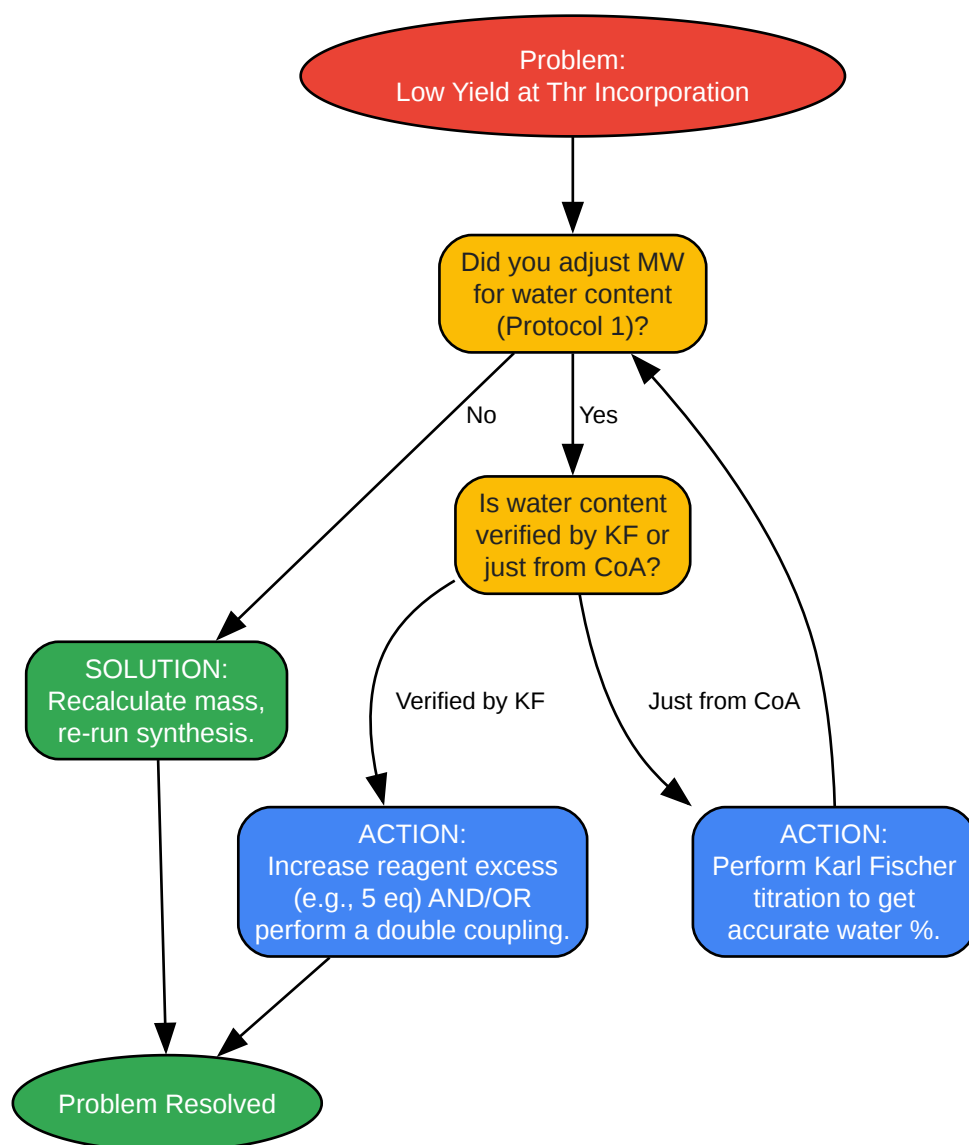 Problem:
Low Yield at Thr Incorporation
Did you adjust MW
for water content
(Protocol 1)?
No
Yes
Is water content
verified by KF or
just from CoA?
SOLUTION:
Recalculate mass,
re-run synthesis.
Verified by KF
Just from CoA
ACTION:
Increase reagent excess
(e.g., 5 eq) AND/OR
perform a double coupling.
ACTION:
Perform Karl Fischer
titration to get
accurate water %.
Problem Resolved